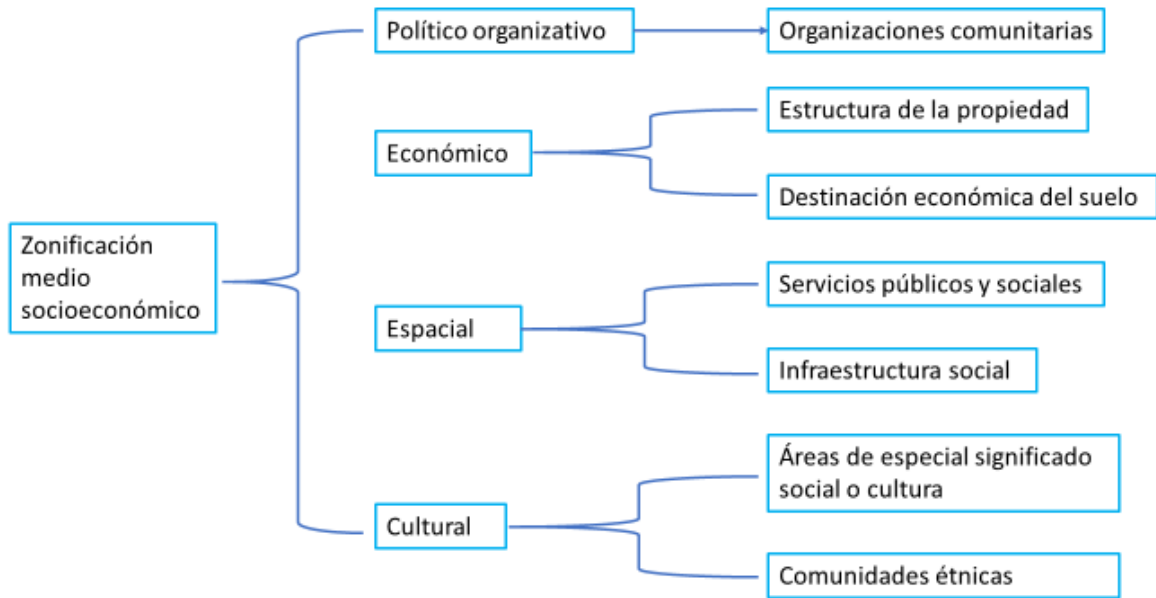 Zonificación
medio
socioeconómico
Político organizativo
Organizaciones comunitarias
Económico
Estructura de la propiedad
Destinación económica del suelo
Espacial
Servicios públicos y sociales
Infraestructura social
Cultural
Áreas de especial significado
social o cultura
Comunidades étnicas